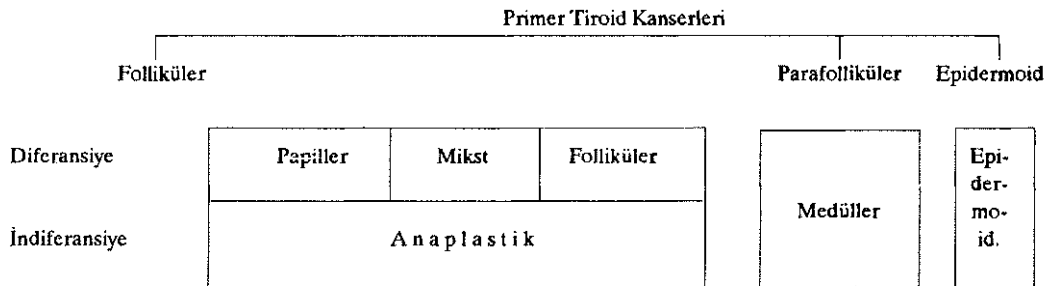 Primer Tiroid Kanserleri
Folliküler Parafolliküler Epidermoid
Diferansiye Papiller Mikst Folliküler
Medüller
Epi-
der-
mo-
id.
İndiferansiye Anaplastik